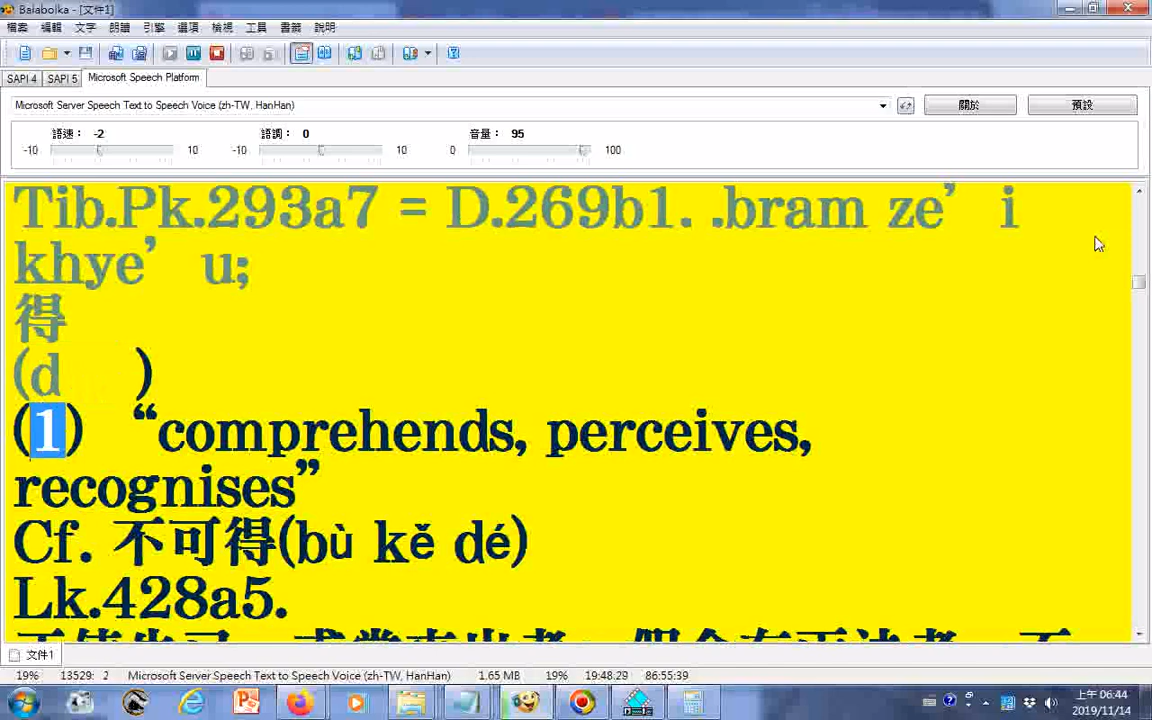 Balabolka - [文件1]
檔案 編輯 文字 朗讀 引擎 選項 檢視 工具 書籤 說明
SAPI 4 SAPI 5 Microsoft Speech Platform
Microsoft Server Speech Text to Speech Voice (zh-TW, HanHan) 關於 預設
語速： -2 語調： 0 音量： 95
-10 10 -10 10 0 100
Tib.Pk.293a7 = D.269b1. .bram ze’ i
khye’ u;
得
(d )
(1) “comprehends, perceives,
recognises”
Cf. 不可得(bù kě dé)
Lk.428a5.
文件1
19% 13529: 2 Microsoft Server Speech Text to Speech Voice (zh-TW, HanHan) 1.65 MB 19% 19:48.29 86:55:39
上午 06:44
2019/11/14